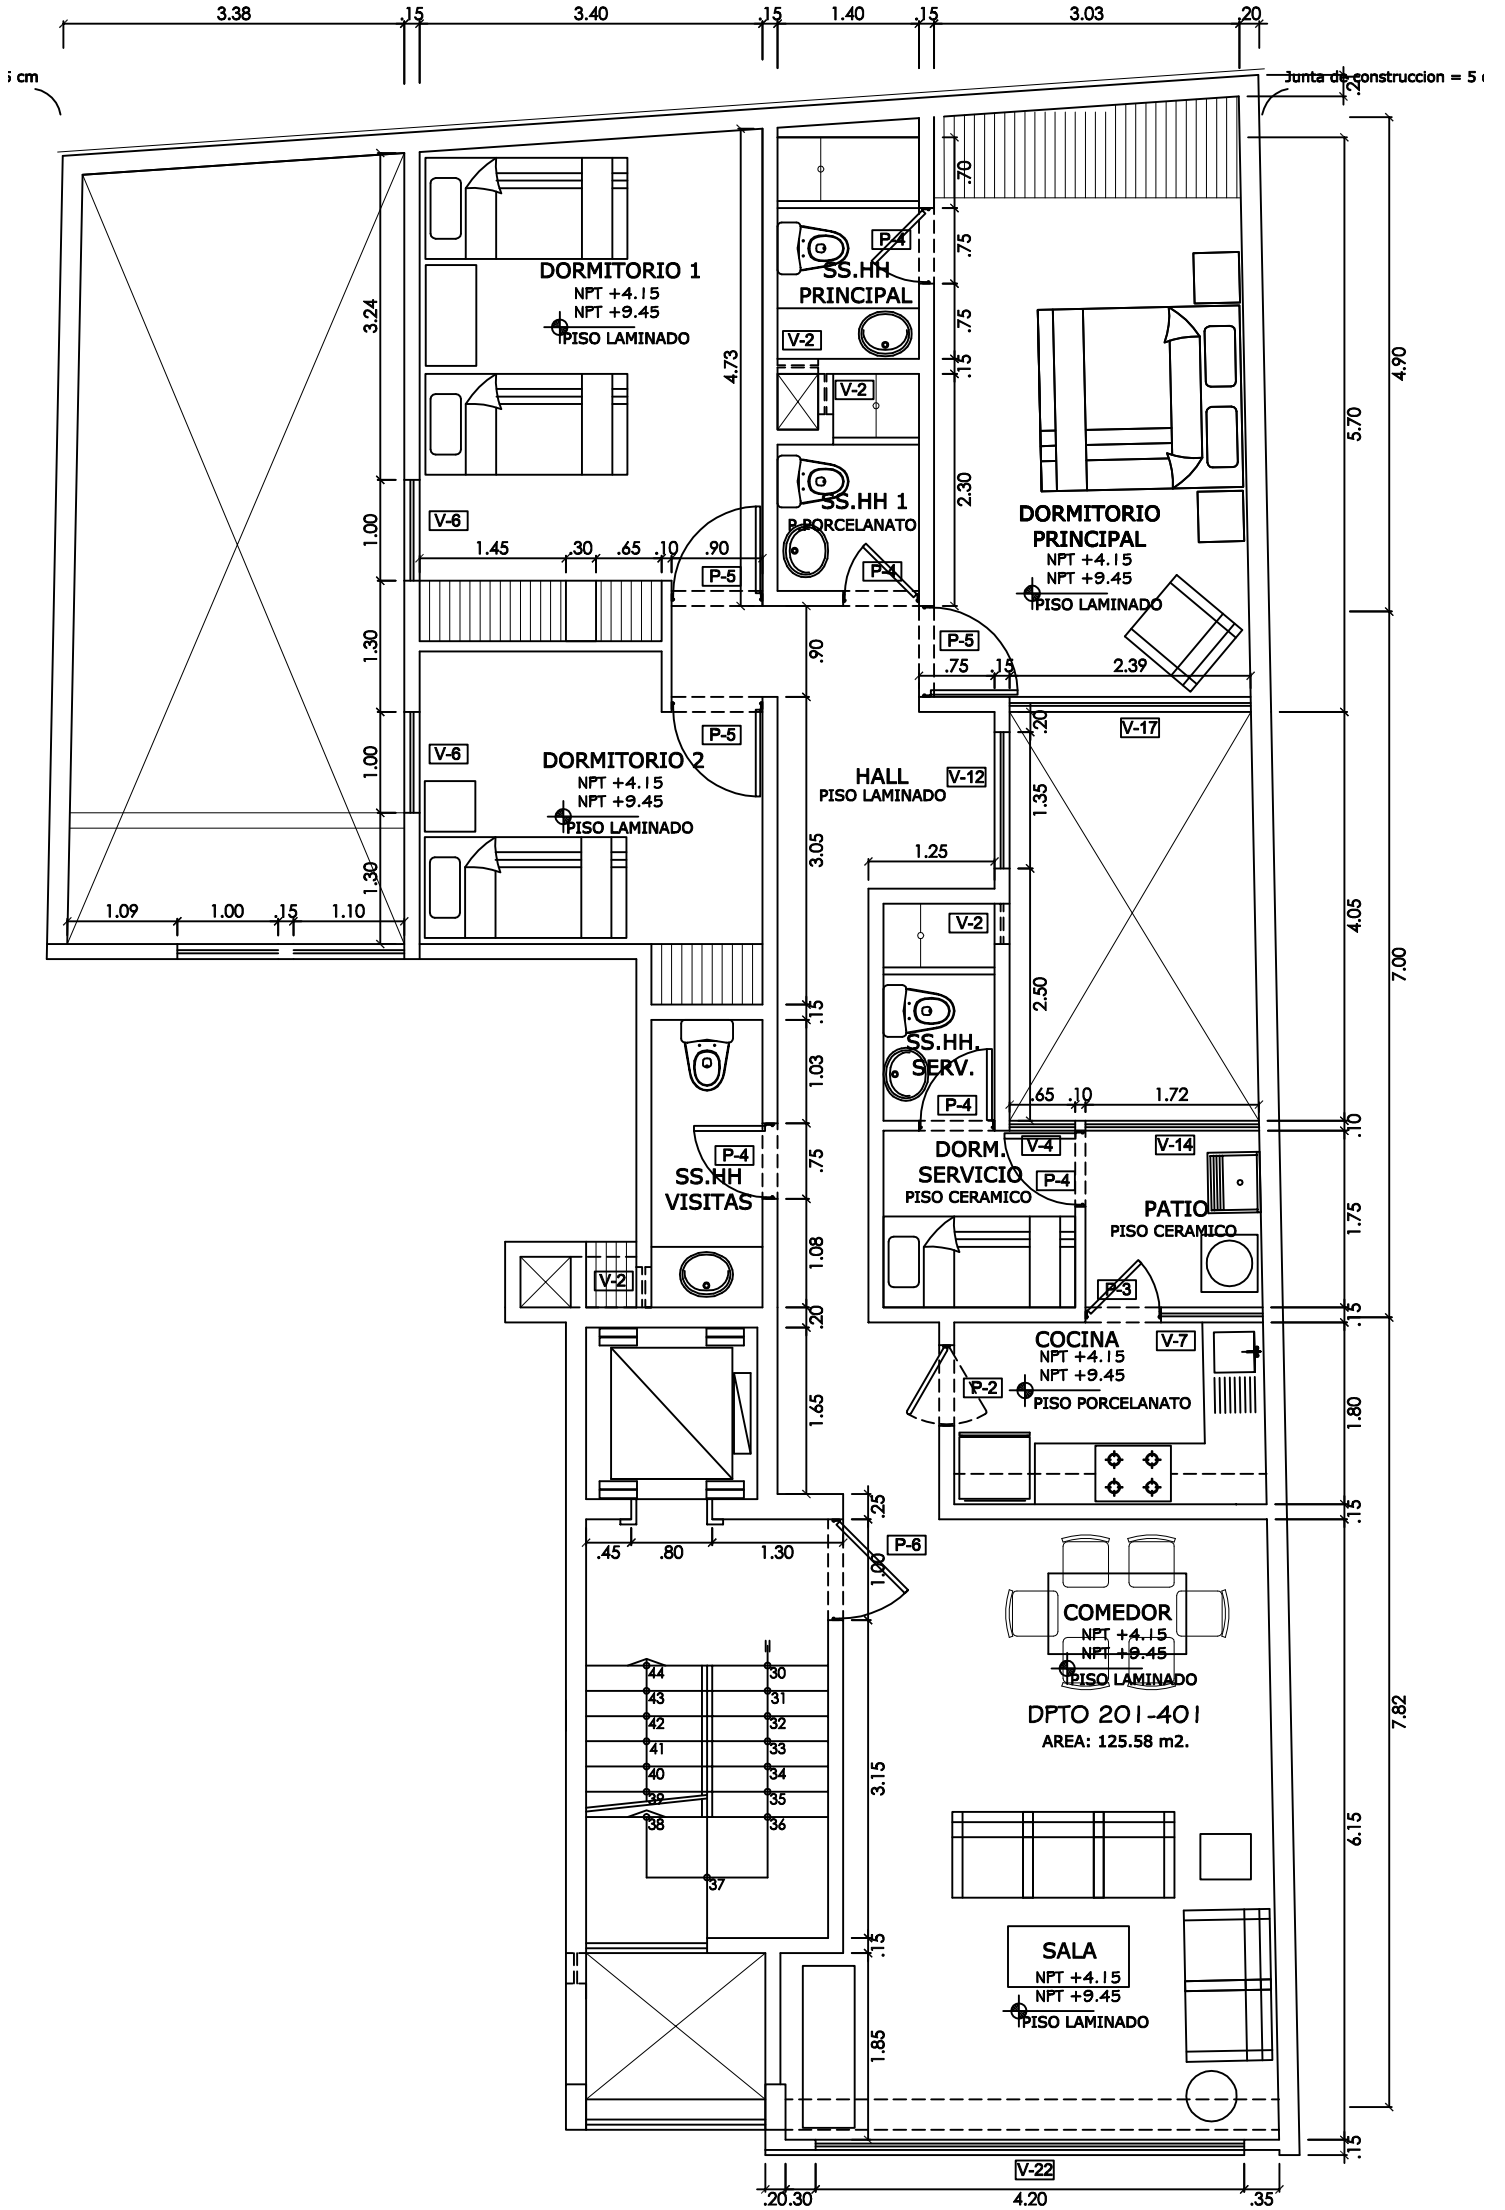 3.38 .15 3.40 .15 1.40 .15 3.03 .20
5 cm
Junta de construccion = 5
.70
.75
.75
.15
2.30
3.24
1.00
1.30
1.00
1.30
4.73
4.90
5.70
DORMITORIO 1
NPT +4.15
NPT +9.45
PISO LAMINADO
P-4
SS.HH
PRINCIPAL
V-2
V-2
SS.HH 1
P.PORCELANATO
P-4
DORMITORIO
PRINCIPAL
NPT +4.15
NPT +9.45
PISO LAMINADO
V-6
1.45 .30 .65 .10 .90
P-5
P-5
.75 .15 2.39
.90
P-5
V-6
DORMITORIO 2
NPT +4.15
NPT +9.45
PISO LAMINADO
HALL
PISO LAMINADO
V-12
V-17
.20
1.35
2.50
3.05
1.25
4.05
7.00
1.09 1.00 .15 1.10
V-2
SS.HH.
SERV.
P-4
.65 .10 1.72
.15
1.03
.75
1.08
.20
1.65
P-4
SS.HH
VISITAS
V-2
DORM.
SERVICIO
PISO CERAMICO
V-4
P-4
V-14
PATIO
PISO CERAMICO
P-3
.10
1.75
.15
1.80
.15
COCINA
NPT +4.15
NPT +9.45
PISO PORCELANATO
V-7
P-2
.25
.45 .80 1.30
P-6
1.00
COMEDOR
NPT +4.15
NPT +9.45
PISO LAMINADO
DPTO 201-401
AREA: 125.58 m2.
44 30
43 31
42 32
41 33
40 34
39 35
38 36
37
3.15
7.82
6.15
.15
SALA
NPT +4.15
NPT +9.45
PISO LAMINADO
1.85
.15
V-22
.20 .30 4.20 .35